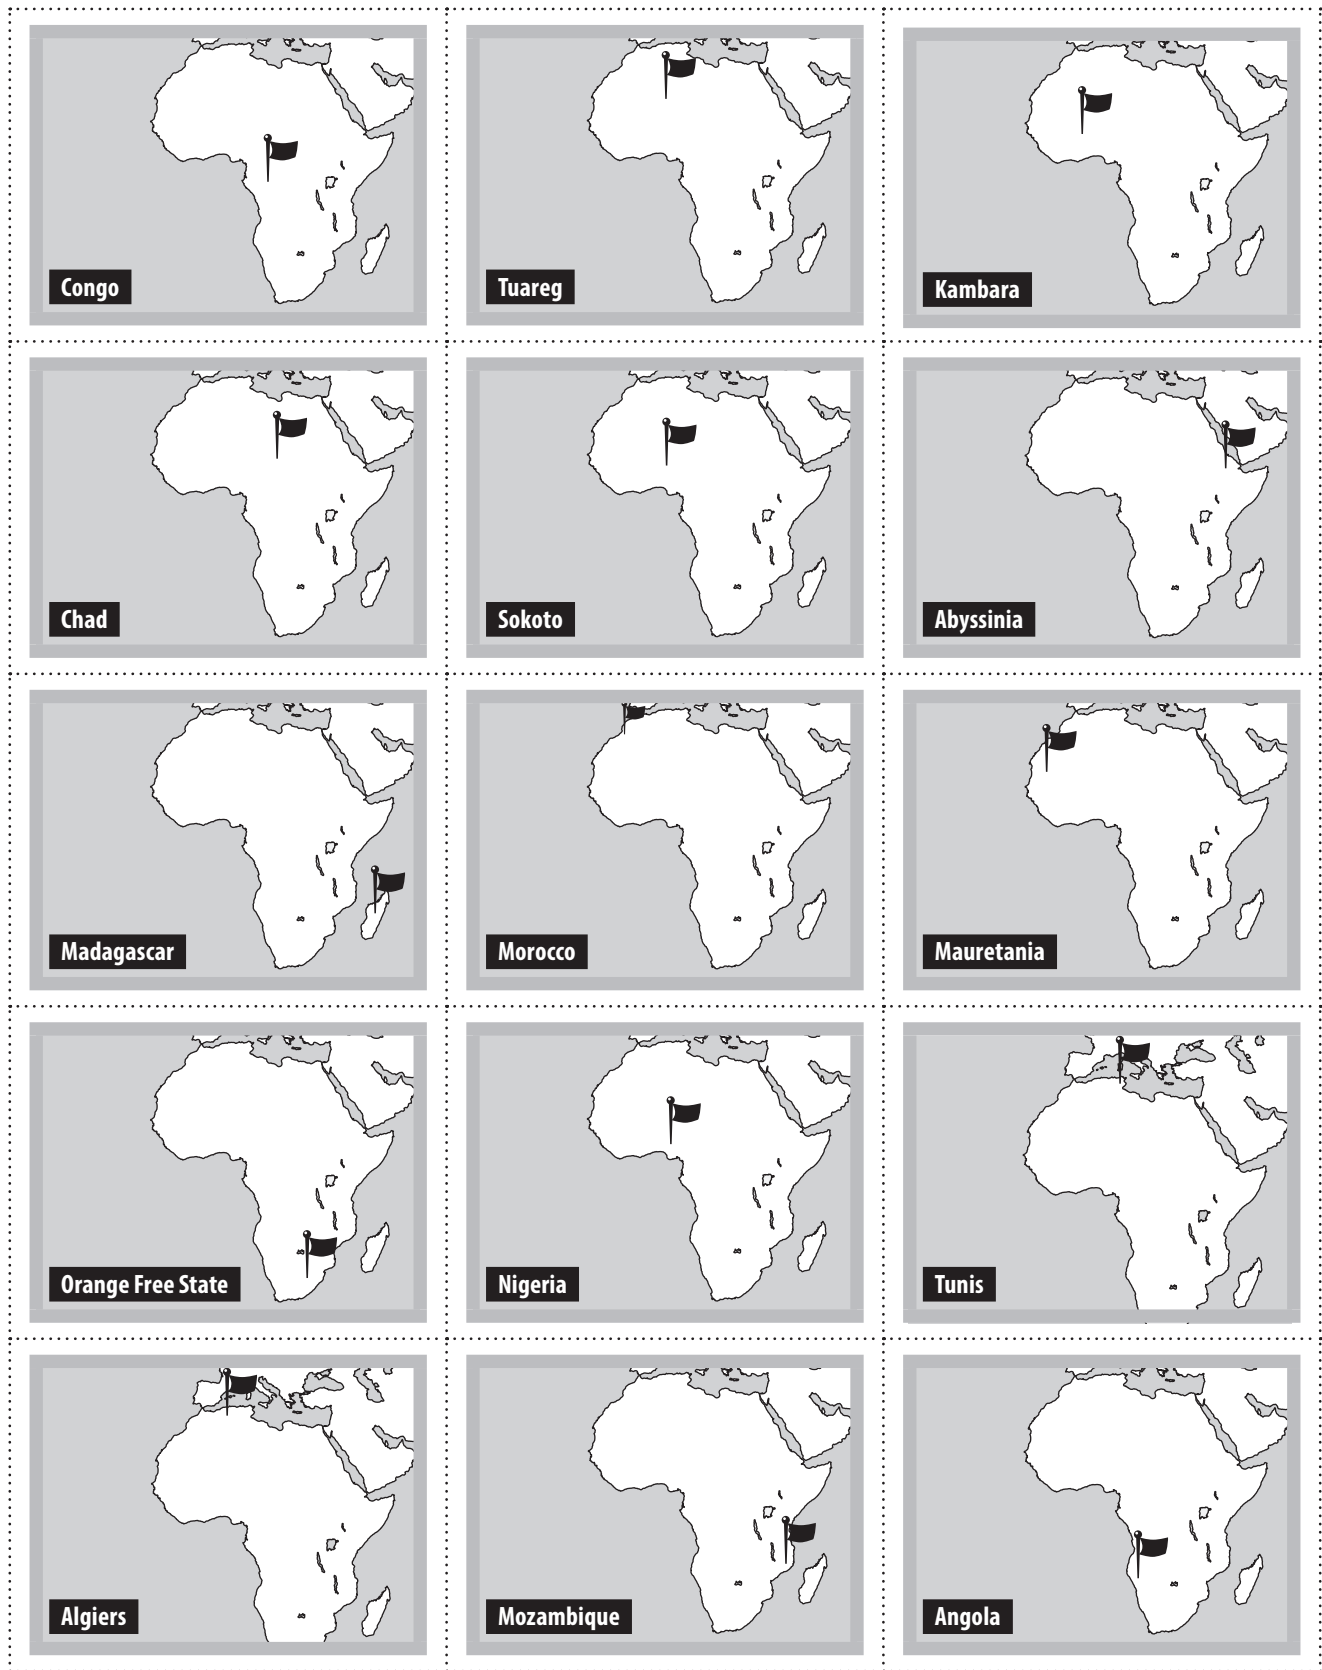 Congo
Tuareg
Kambara
Chad
Sokoto
Abyssinia
Madagascar
Morocco
Mauretania
Orange Free State
Nigeria
Tunis
Algiers
Mozambique
Angola